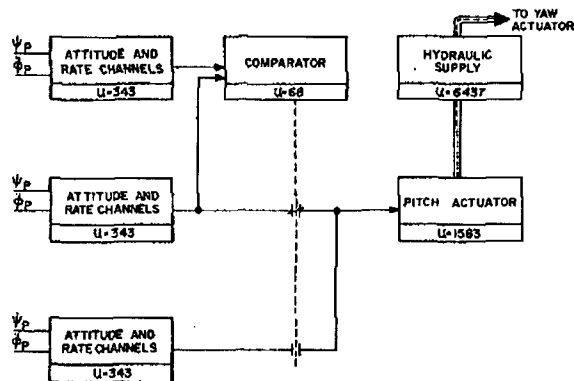 TO YAW
ACTUATOR
ψp
φp
ATTITUDE AND
RATE CHANNELS
U=343
COMPARATOR
U=68
HYDRAULIC
SUPPLY
U=6437
ψp
φp
ATTITUDE AND
RATE CHANNELS
U=343
PITCH ACTUATOR
U=1583
ψp
φp
ATTITUDE AND
RATE CHANNELS
U=343